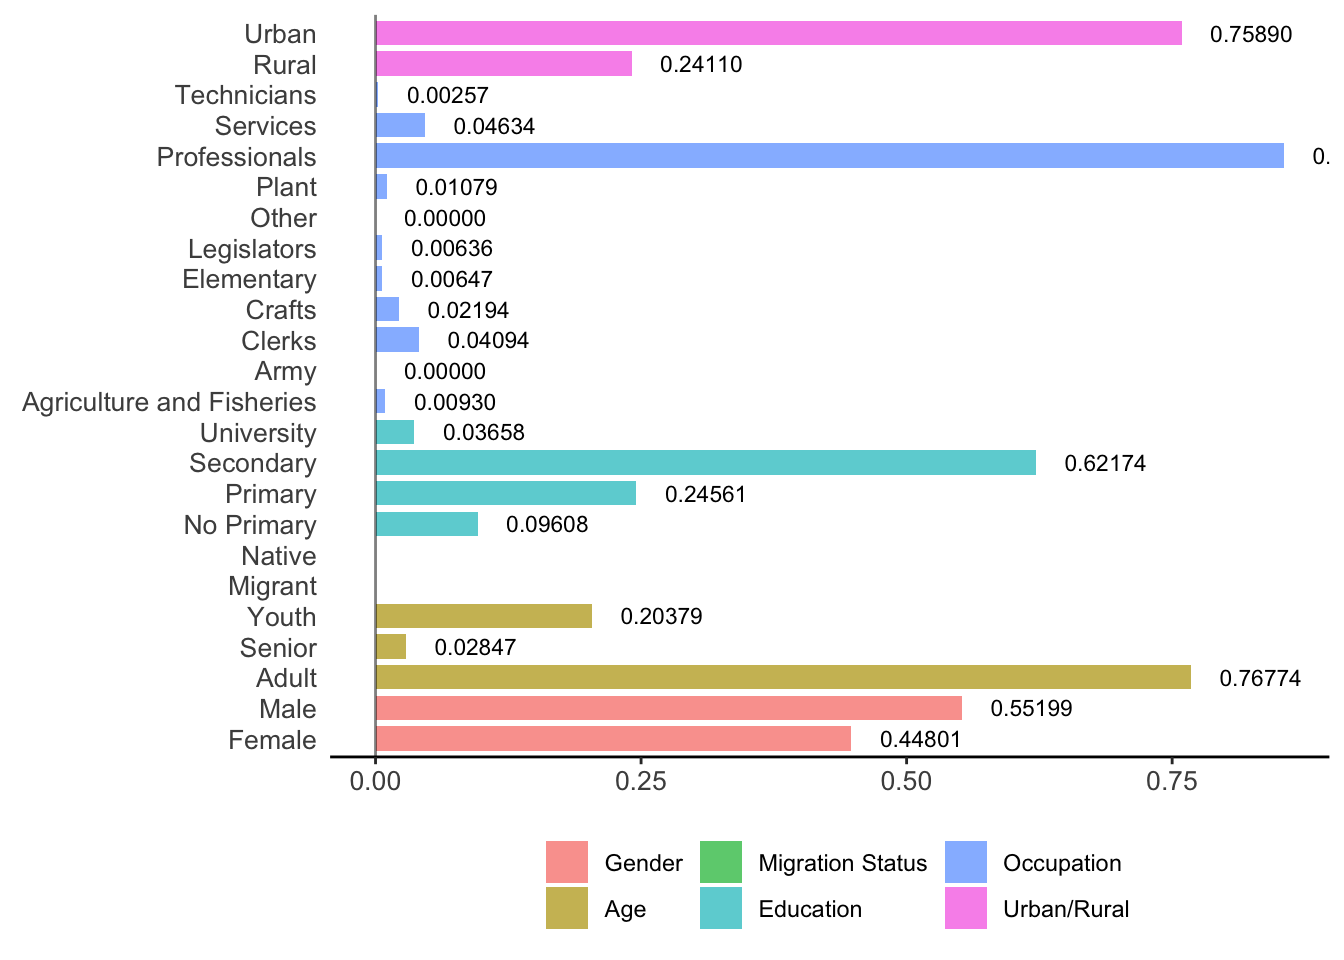 Urban 0.75890
Rural 0.24110
Technicians 0.00257
Services 0.04634
Professionals 0.
Plant 0.01079
Other 0.00000
Legislators 0.00636
Elementary 0.00647
Crafts 0.02194
Clerks 0.04094
Army 0.00000
Agriculture and Fisheries 0.00930
University 0.03658
Secondary 0.62174
Primary 0.24561
No Primary 0.09608
Native
Migrant
Youth 0.20379
Senior 0.02847
Adult 0.76774
Male 0.55199
Female 0.44801
0.00 0.25 0.50 0.75
Gender Migration Status Occupation
Age Education Urban/Rural